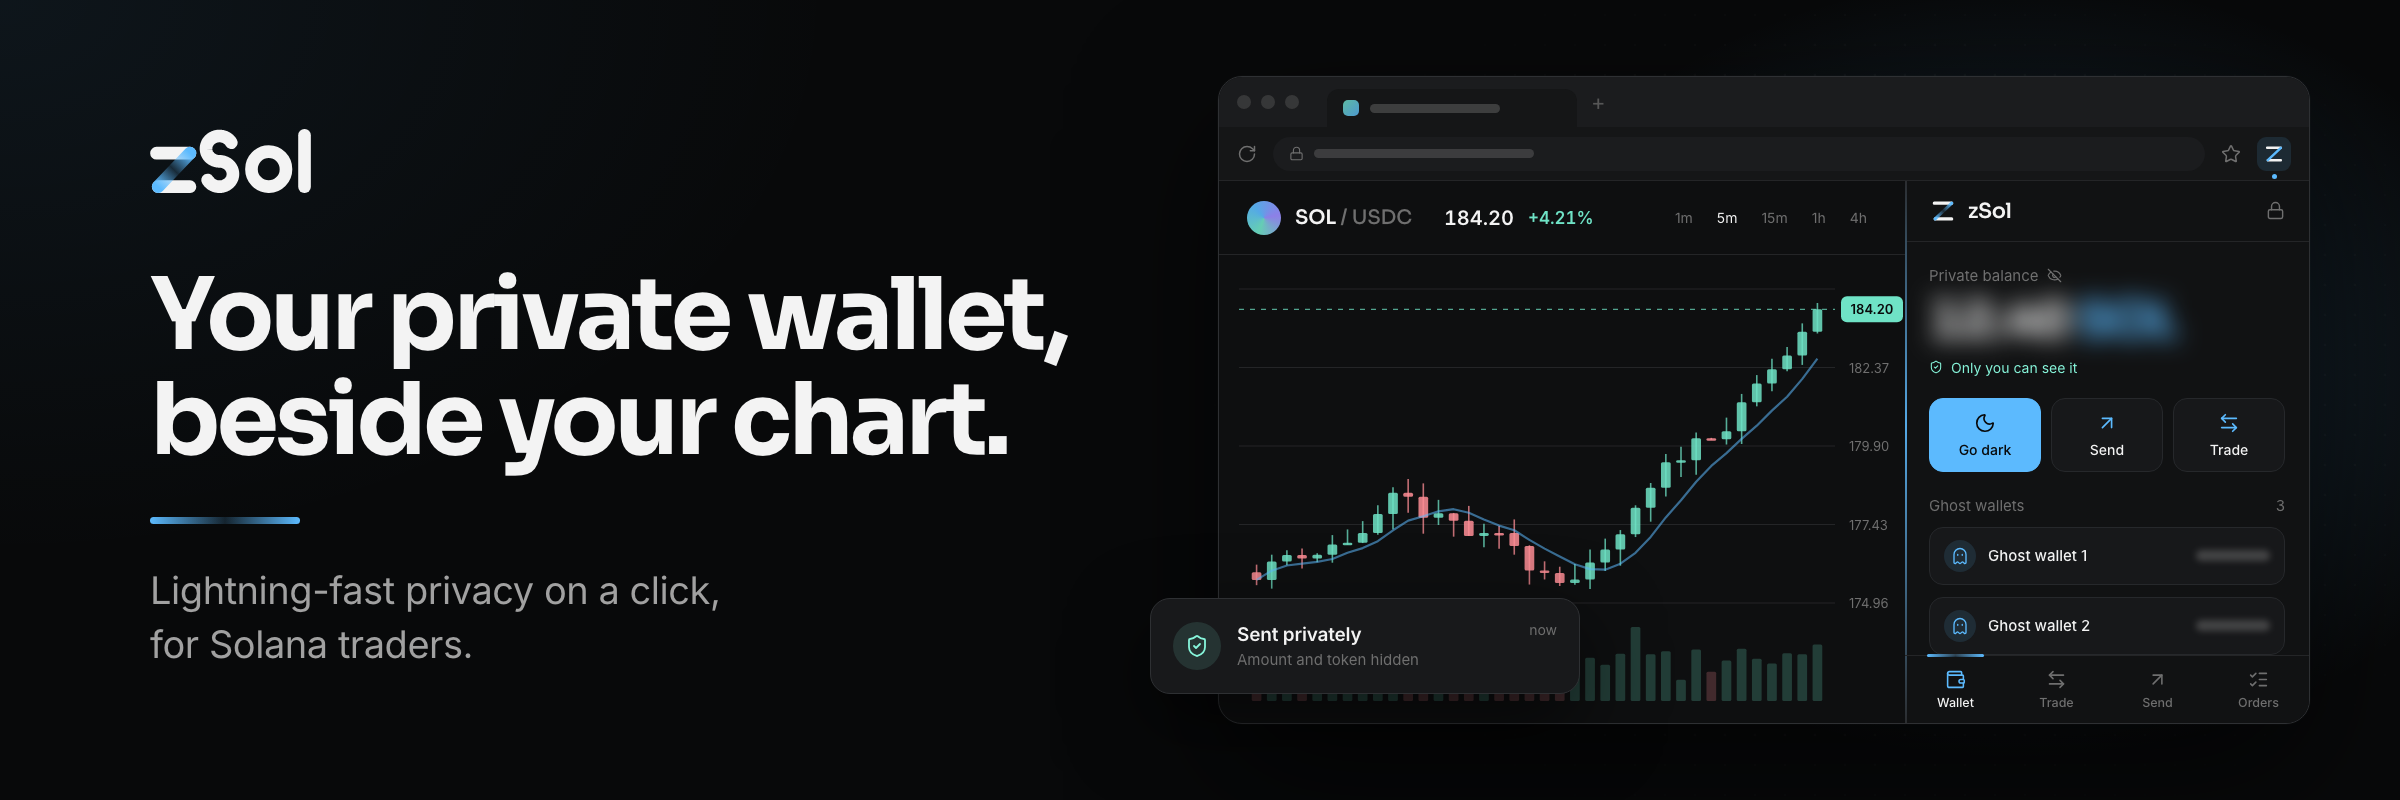 zSol
Your private wallet,
beside your chart.
Lightning-fast privacy on a click,
for Solana traders.
+
SOL / USDC 184.20 +4.21% 1m 5m 15m 1h 4h
184.20
182.37
179.90
177.43
174.96
Sent privately now
Amount and token hidden
zSol
Private balance
Only you can see it
Go dark Send Trade
Ghost wallets 3
Ghost wallet 1
Ghost wallet 2
Wallet Trade Send Orders